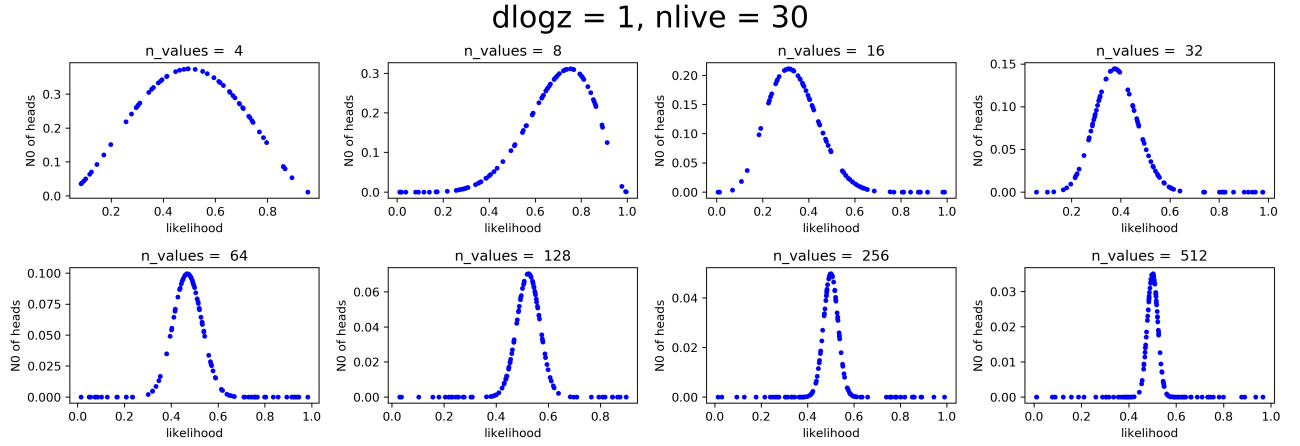 dlogz = 1, nlive = 30
n_values =  4
N0 of heads
0.3
0.2
0.1
0.0
0.2 0.4 0.6 0.8
likelihood
n_values =  8
N0 of heads
0.3
0.2
0.1
0.0
0.0 0.2 0.4 0.6 0.8 1.0
likelihood
n_values =  16
N0 of heads
0.20
0.15
0.10
0.05
0.00
0.0 0.2 0.4 0.6 0.8 1.0
likelihood
n_values =  32
N0 of heads
0.15
0.10
0.05
0.00
0.2 0.4 0.6 0.8 1.0
likelihood
n_values =  64
N0 of heads
0.100
0.075
0.050
0.025
0.000
0.0 0.2 0.4 0.6 0.8 1.0
likelihood
n_values =  128
N0 of heads
0.06
0.04
0.02
0.00
0.0 0.2 0.4 0.6 0.8
likelihood
n_values =  256
N0 of heads
0.04
0.02
0.00
0.0 0.2 0.4 0.6 0.8 1.0
likelihood
n_values =  512
N0 of heads
0.03
0.02
0.01
0.00
0.0 0.2 0.4 0.6 0.8 1.0
likelihood